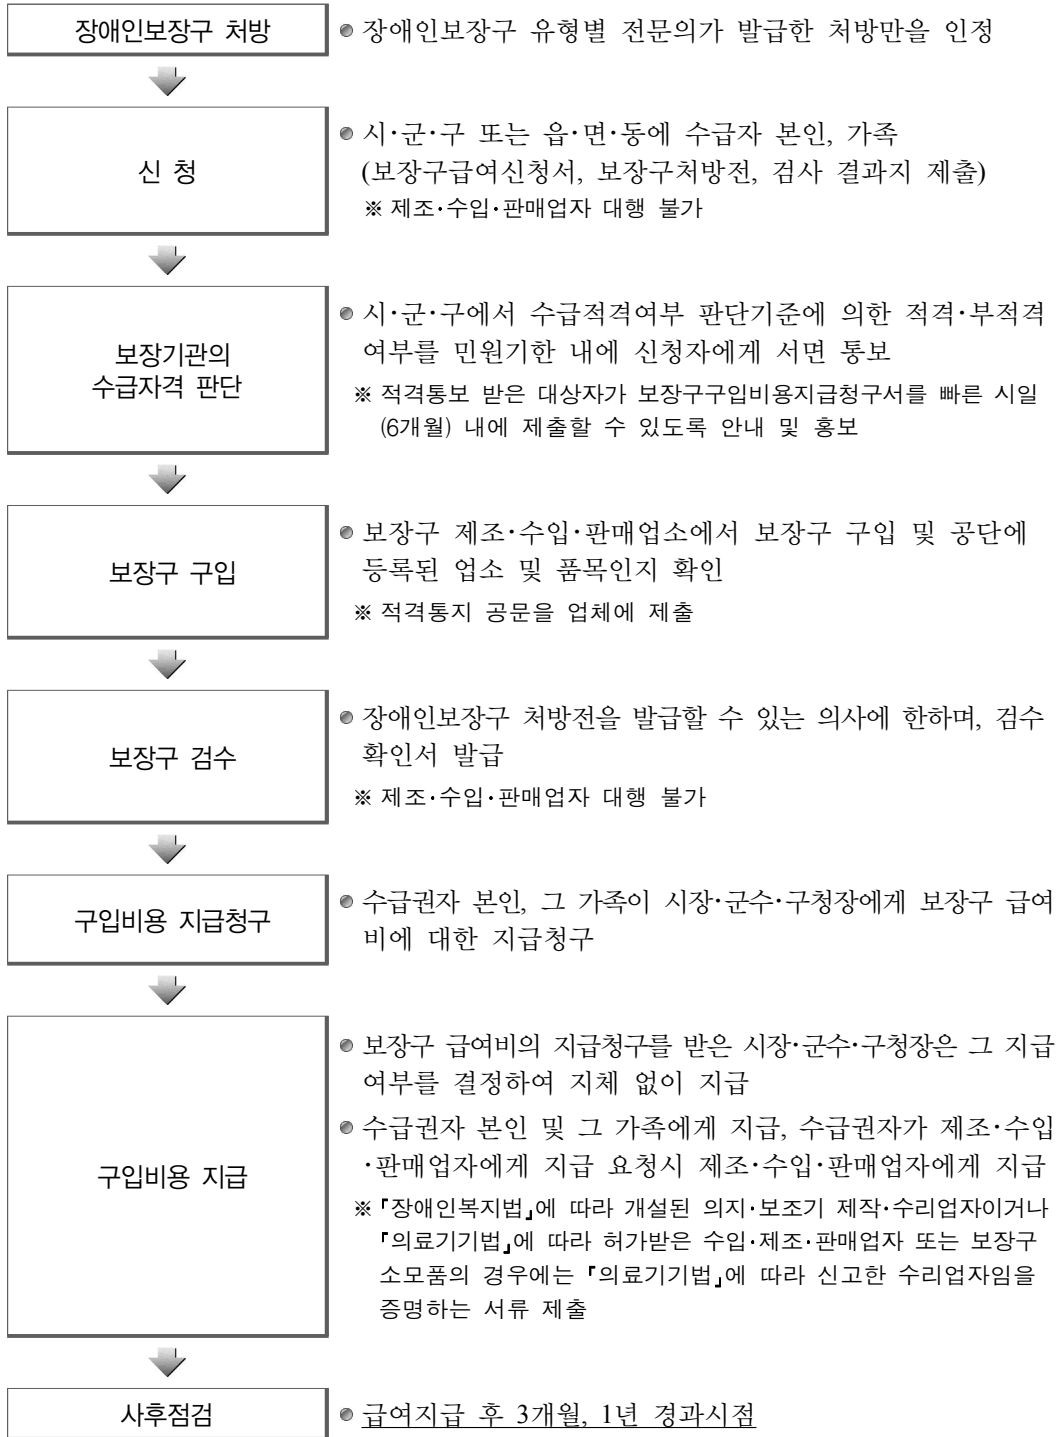 장애인보장구 처방
◉ 장애인보장구 유형별 전문의가 발급한 처방만을 인정
신 청
◉ 시·군·구 또는 읍·면·동에 수급자 본인, 가족
(보장구급여신청서, 보장구처방전, 검사 결과지 제출)
※ 제조·수입·판매업자 대행 불가
보장기관의
수급자격 판단
◉ 시·군·구에서 수급적격여부 판단기준에 의한 적격·부적격
여부를 민원기한 내에 신청자에게 서면 통보
※ 적격통보 받은 대상자가 보장구구입비용지급청구서를 빠른 시일
(6개월) 내에 제출할 수 있도록 안내 및 홍보
보장구 구입
◉ 보장구 제조·수입·판매업소에서 보장구 구입 및 공단에
등록된 업소 및 품목인지 확인
※ 적격통지 공문을 업체에 제출
보장구 검수
◉ 장애인보장구 처방전을 발급할 수 있는 의사에 한하며, 검수
확인서 발급
※ 제조·수입·판매업자 대행 불가
구입비용 지급청구
◉ 수급권자 본인, 그 가족이 시장·군수·구청장에게 보장구 급여
비에 대한 지급청구
구입비용 지급
◉ 보장구 급여비의 지급청구를 받은 시장·군수·구청장은 그 지급
여부를 결정하여 지체 없이 지급
◉ 수급권자 본인 및 그 가족에게 지급, 수급권자가 제조·수입
·판매업자에게 지급 요청시 제조·수입·판매업자에게 지급
※ 「장애인복지법」에 따라 개설된 의지·보조기 제작·수리업자이거나
「의료기기법」에 따라 허가받은 수입·제조·판매업자 또는 보장구
소모품의 경우에는 「의료기기법」에 따라 신고한 수리업자임을
증명하는 서류 제출
사후점검
◉ 급여지급 후 3개월, 1년 경과시점